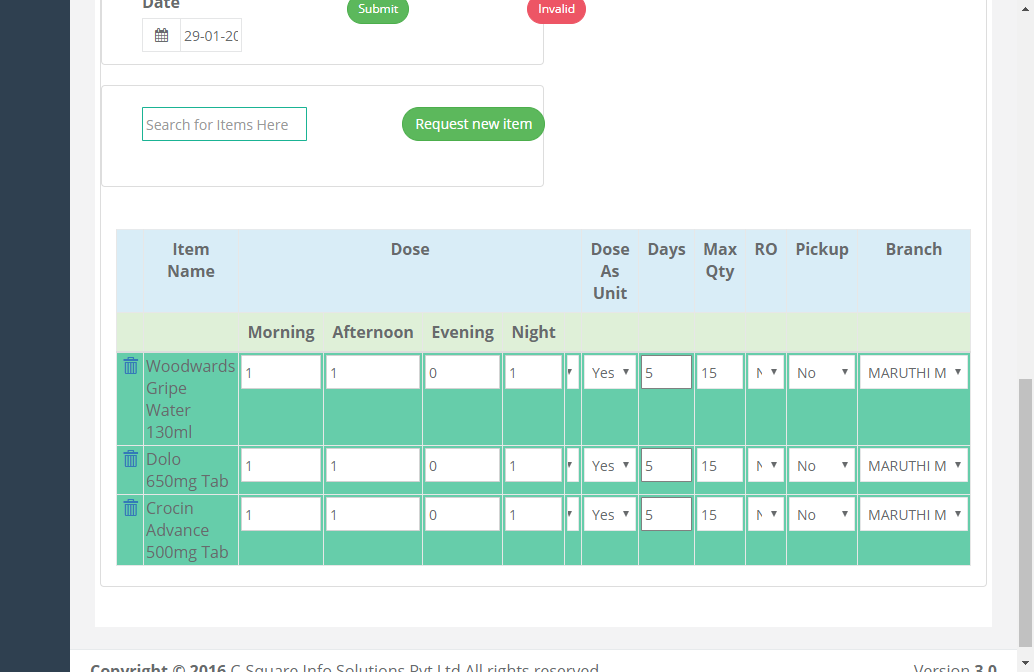 Date
Submit
Invalid
29-01-20
Search for Items Here
Request new item
Item Name
Dose
Dose As Unit
Days
Max Qty
RO
Pickup
Branch
Morning
Afternoon
Evening
Night
Woodwards Gripe Water 130ml
1
1
0
1
Yes
5
15
N
No
MARUTHI M
Dolo 650mg Tab
1
1
0
1
Yes
5
15
N
No
MARUTHI M
Crocin Advance 500mg Tab
1
1
0
1
Yes
5
15
N
No
MARUTHI M
Copyright © 2016 C-Square Info Solutions Pvt Ltd All rights reserved
Version 3.0